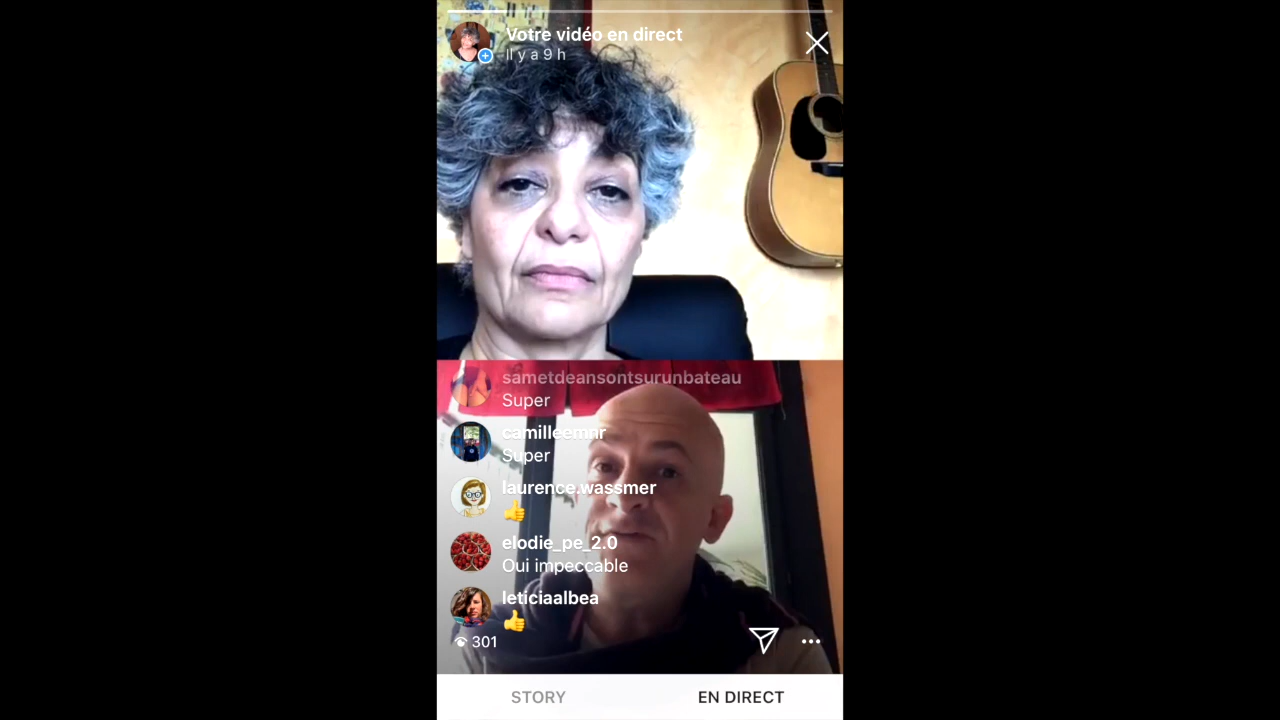 Votre vidéo en direct
Il y a 9 h
sametdeansontsurunbateau
Super
camilleemnr
Super
laurence.wassmer
👍
elodie_pe_2.0
Oui impeccable
leticiaalbea
👍
301
STORY
EN DIRECT